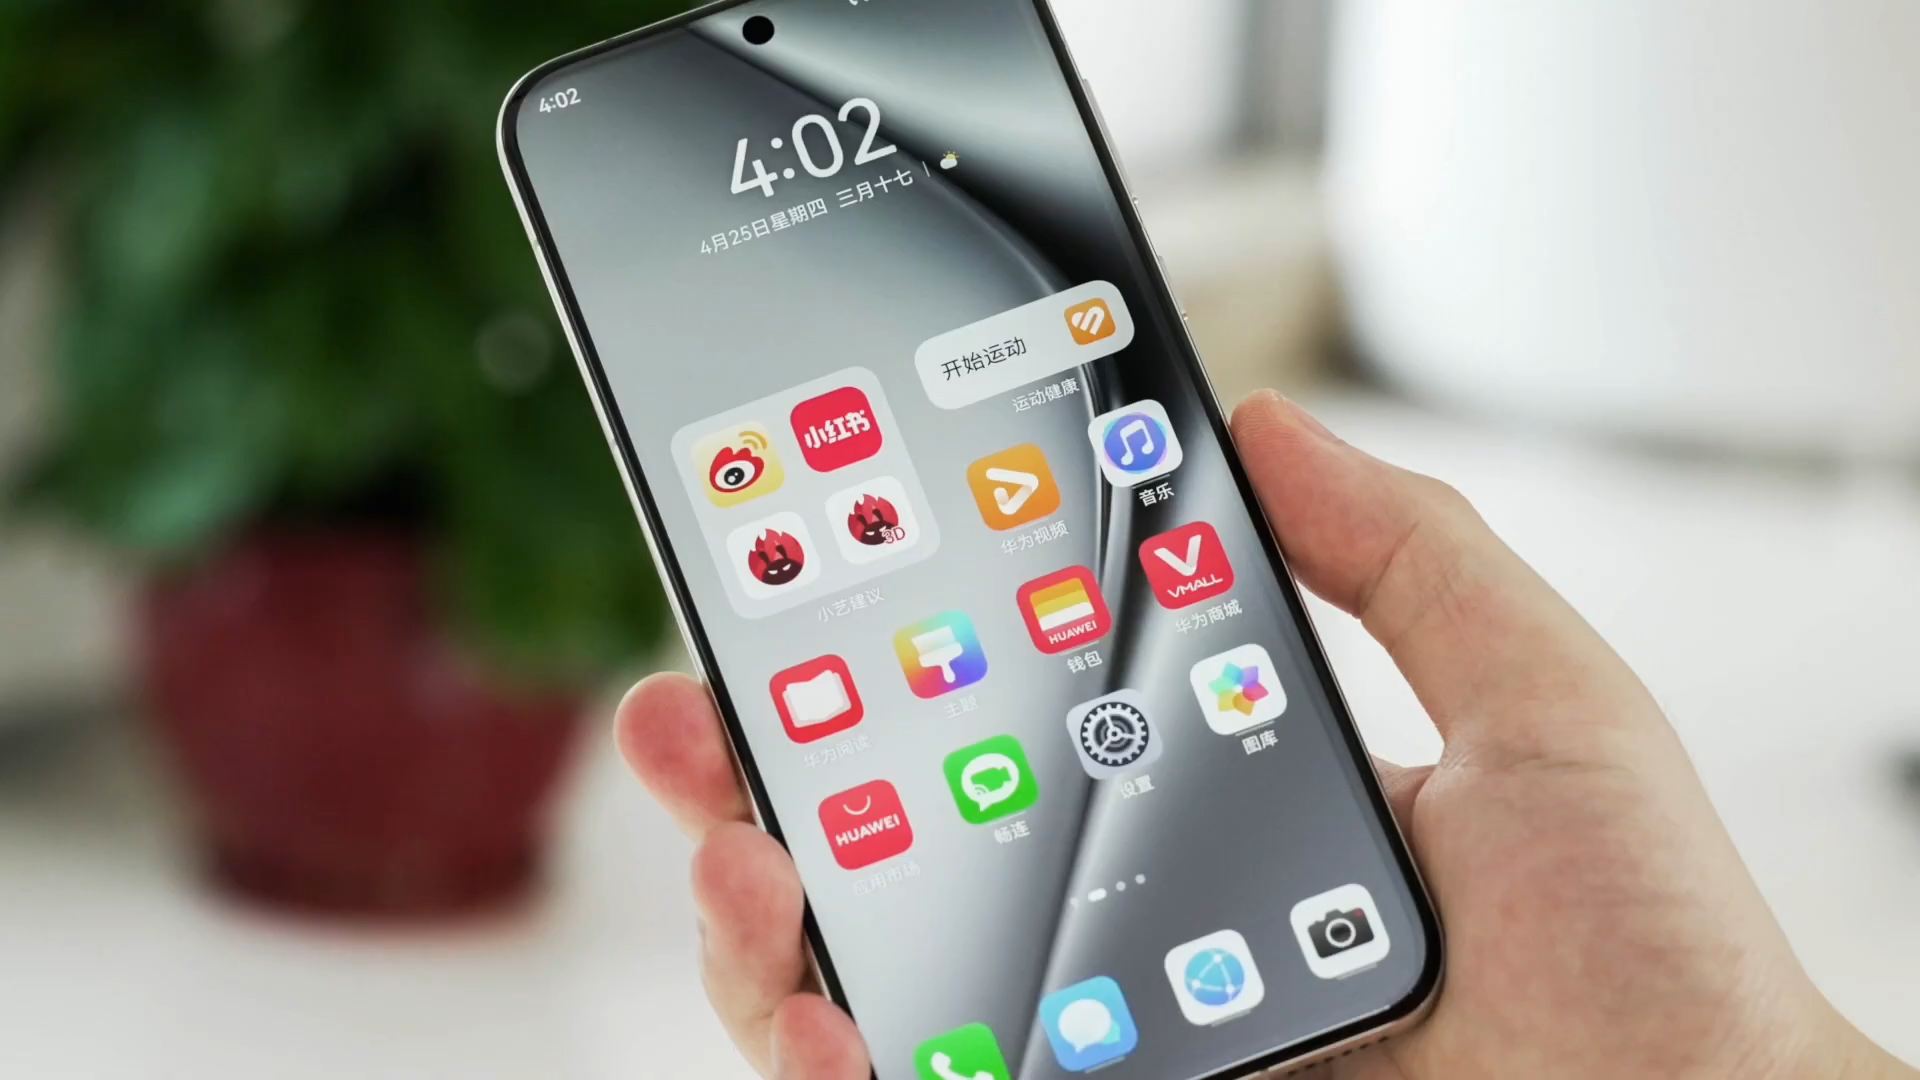 4:02
4:02
4月25日星期四 三月十七
开始运动
运动健康
小红书
3D
小艺建议
华为视频
音乐
VMALL
华为商城
HUAWEI
钱包
主题
华为阅读
图库
设置
畅连
HUAWEI
应用市场